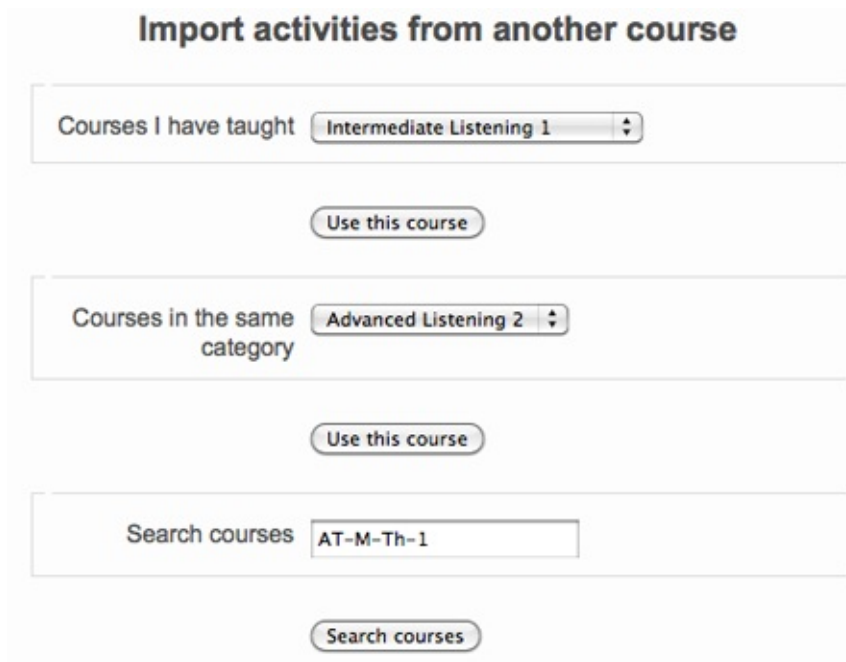 Import activities from another course
Courses I have taught Intermediate Listening 1
Use this course
Courses in the same Advanced Listening 2
category
Use this course
Search courses AT-M-Th-1
Search courses